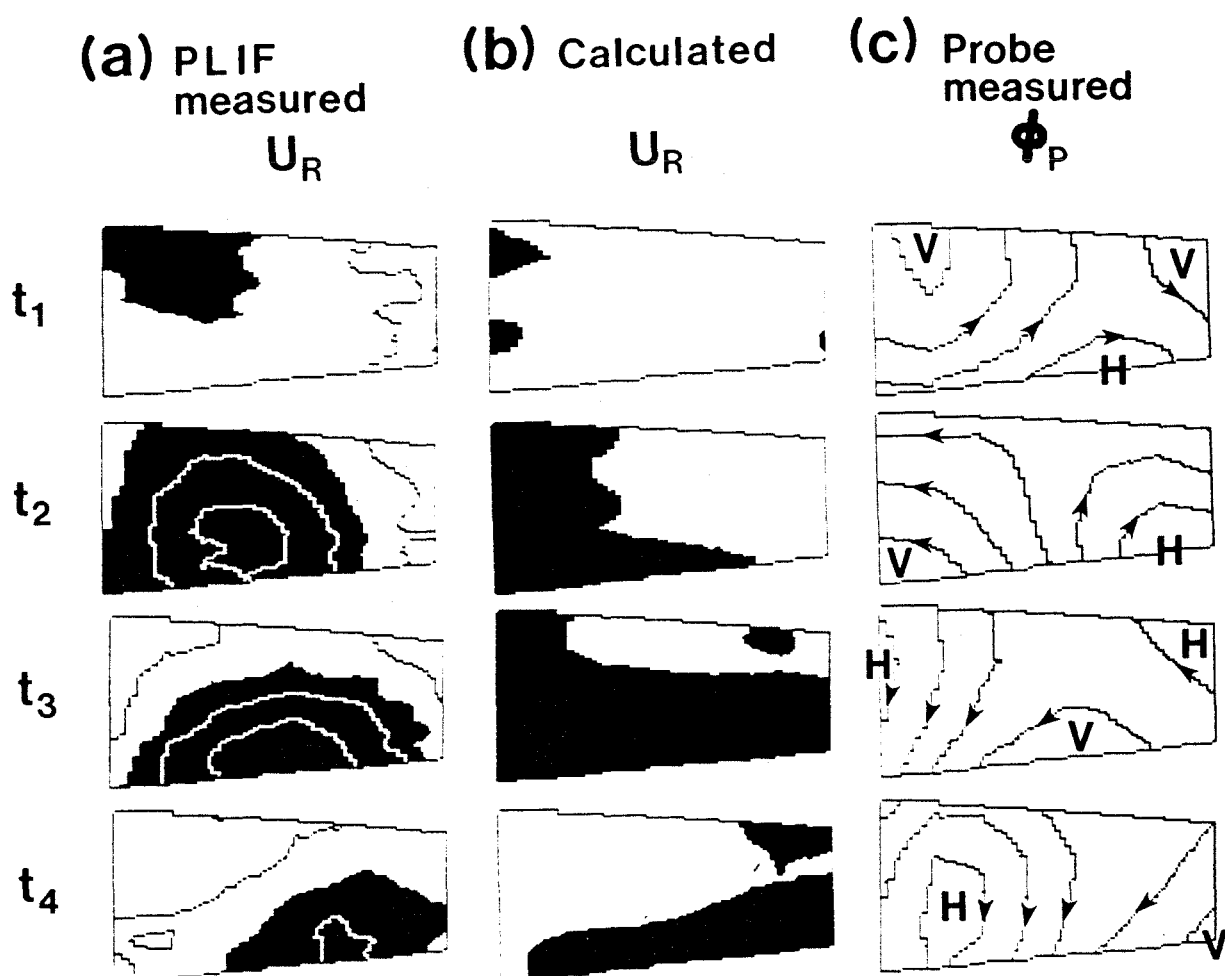 (a) PLIF
measured
U_R
(b) Calculated
U_R
(c) Probe
measured
ϕ_P
t_1
V
V
H
t_2
V
H
t_3
H
H
V
t_4
H
V